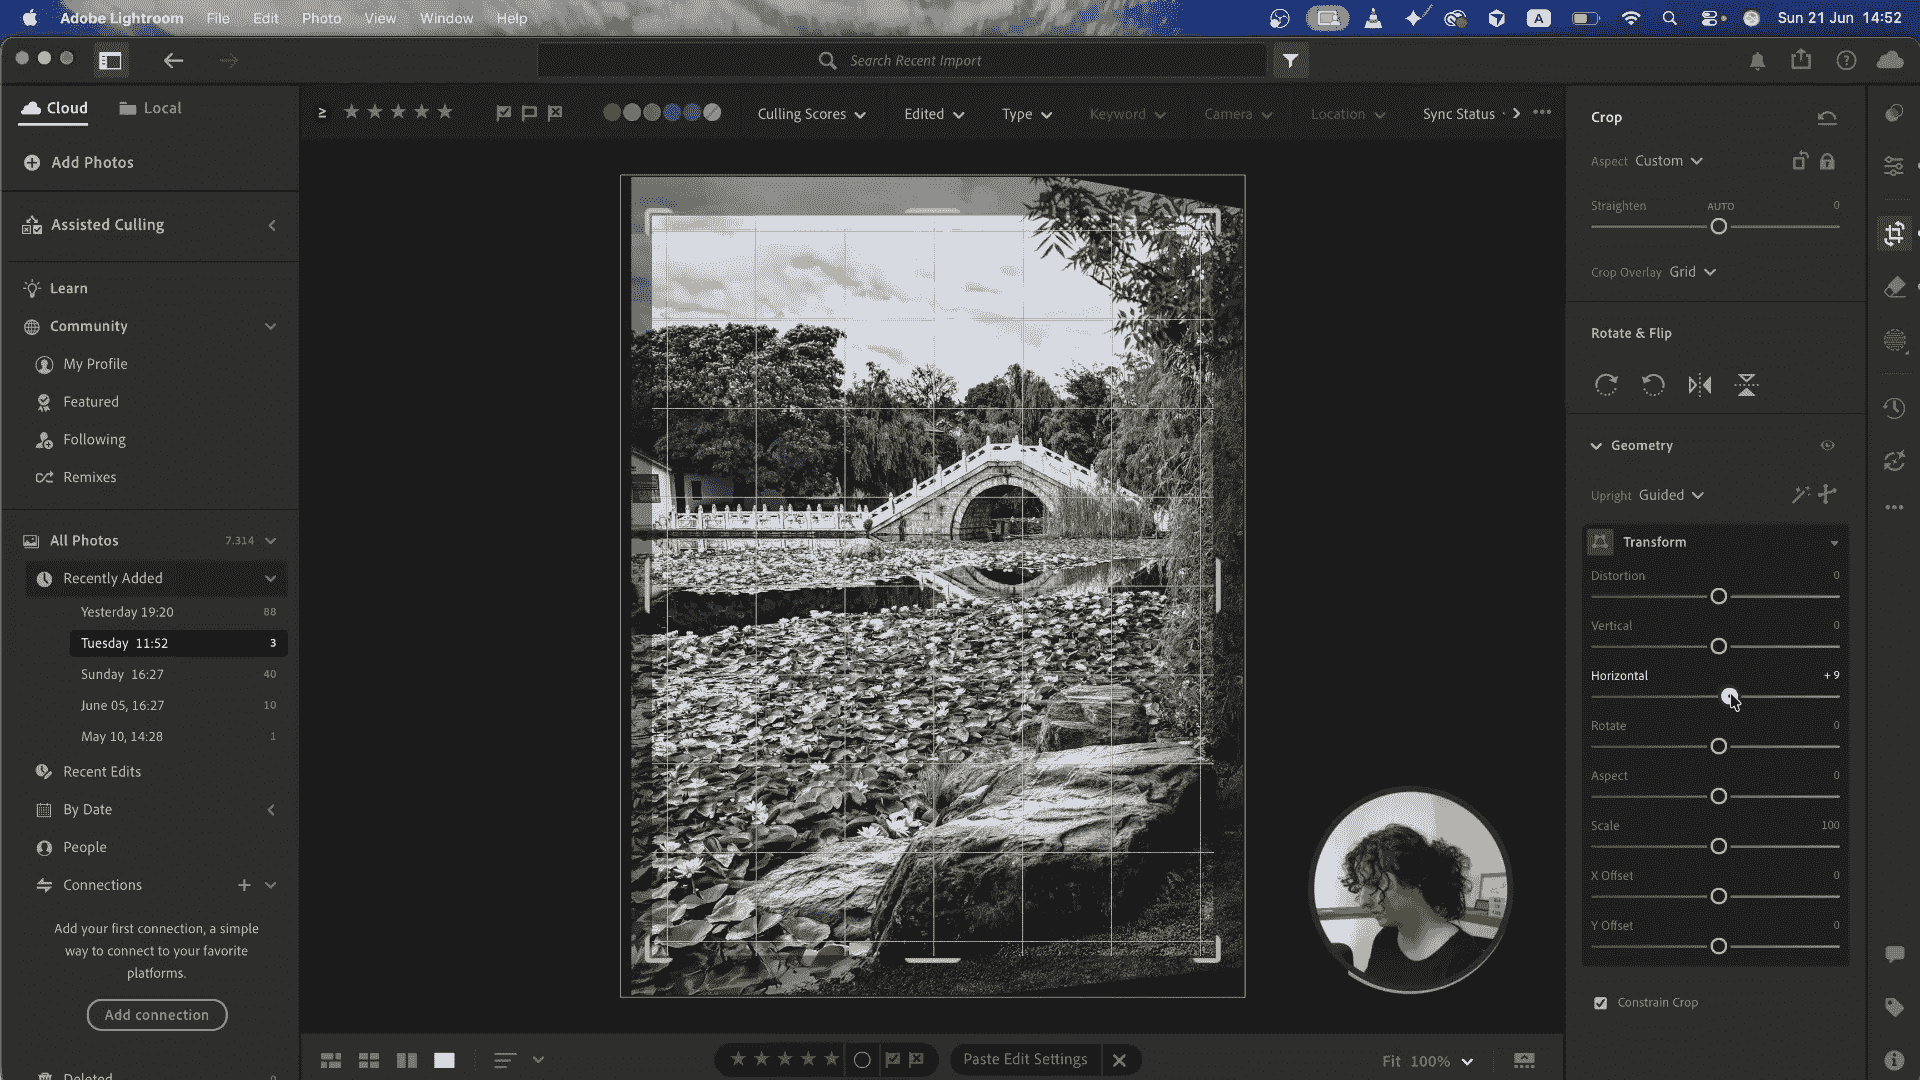 Adobe Lightroom File Edit Photo View Window Help A Sun 21 Jun 14:52
Search Recent Import
Cloud Local
≥ Culling Scores Edited Type Keyword Camera Location Sync Status
Add Photos
Assisted Culling
Learn
Community
My Profile
Featured
Following
Remixes
All Photos 7.314
Recently Added
Yesterday 19:20 88
Tuesday 11:52 3
Sunday 16:27 40
June 05, 16:27 10
May 10, 14:28 1
Recent Edits
By Date
People
Connections
Add your first connection, a simple
way to connect to your favorite
platforms.
Add connection
Deleted 0
Crop
Aspect Custom
Straighten AUTO 0
Crop Overlay Grid
Rotate & Flip
Geometry
Upright Guided
Transform
Distortion 0
Vertical 0
Horizontal + 9
Rotate 0
Aspect 0
Scale 100
X Offset 0
Y Offset 0
Constrain Crop
Paste Edit Settings
Fit 100%